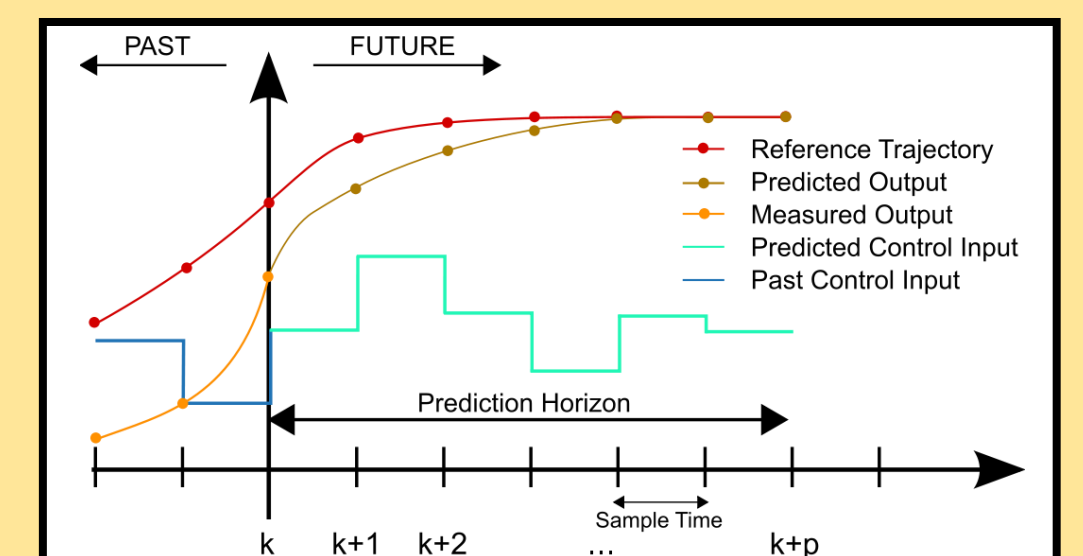 PAST
FUTURE
Reference Trajectory
Predicted Output
Measured Output
Predicted Control Input
Past Control Input
Prediction Horizon
Sample Time
k
k+1
k+2
...
k+p